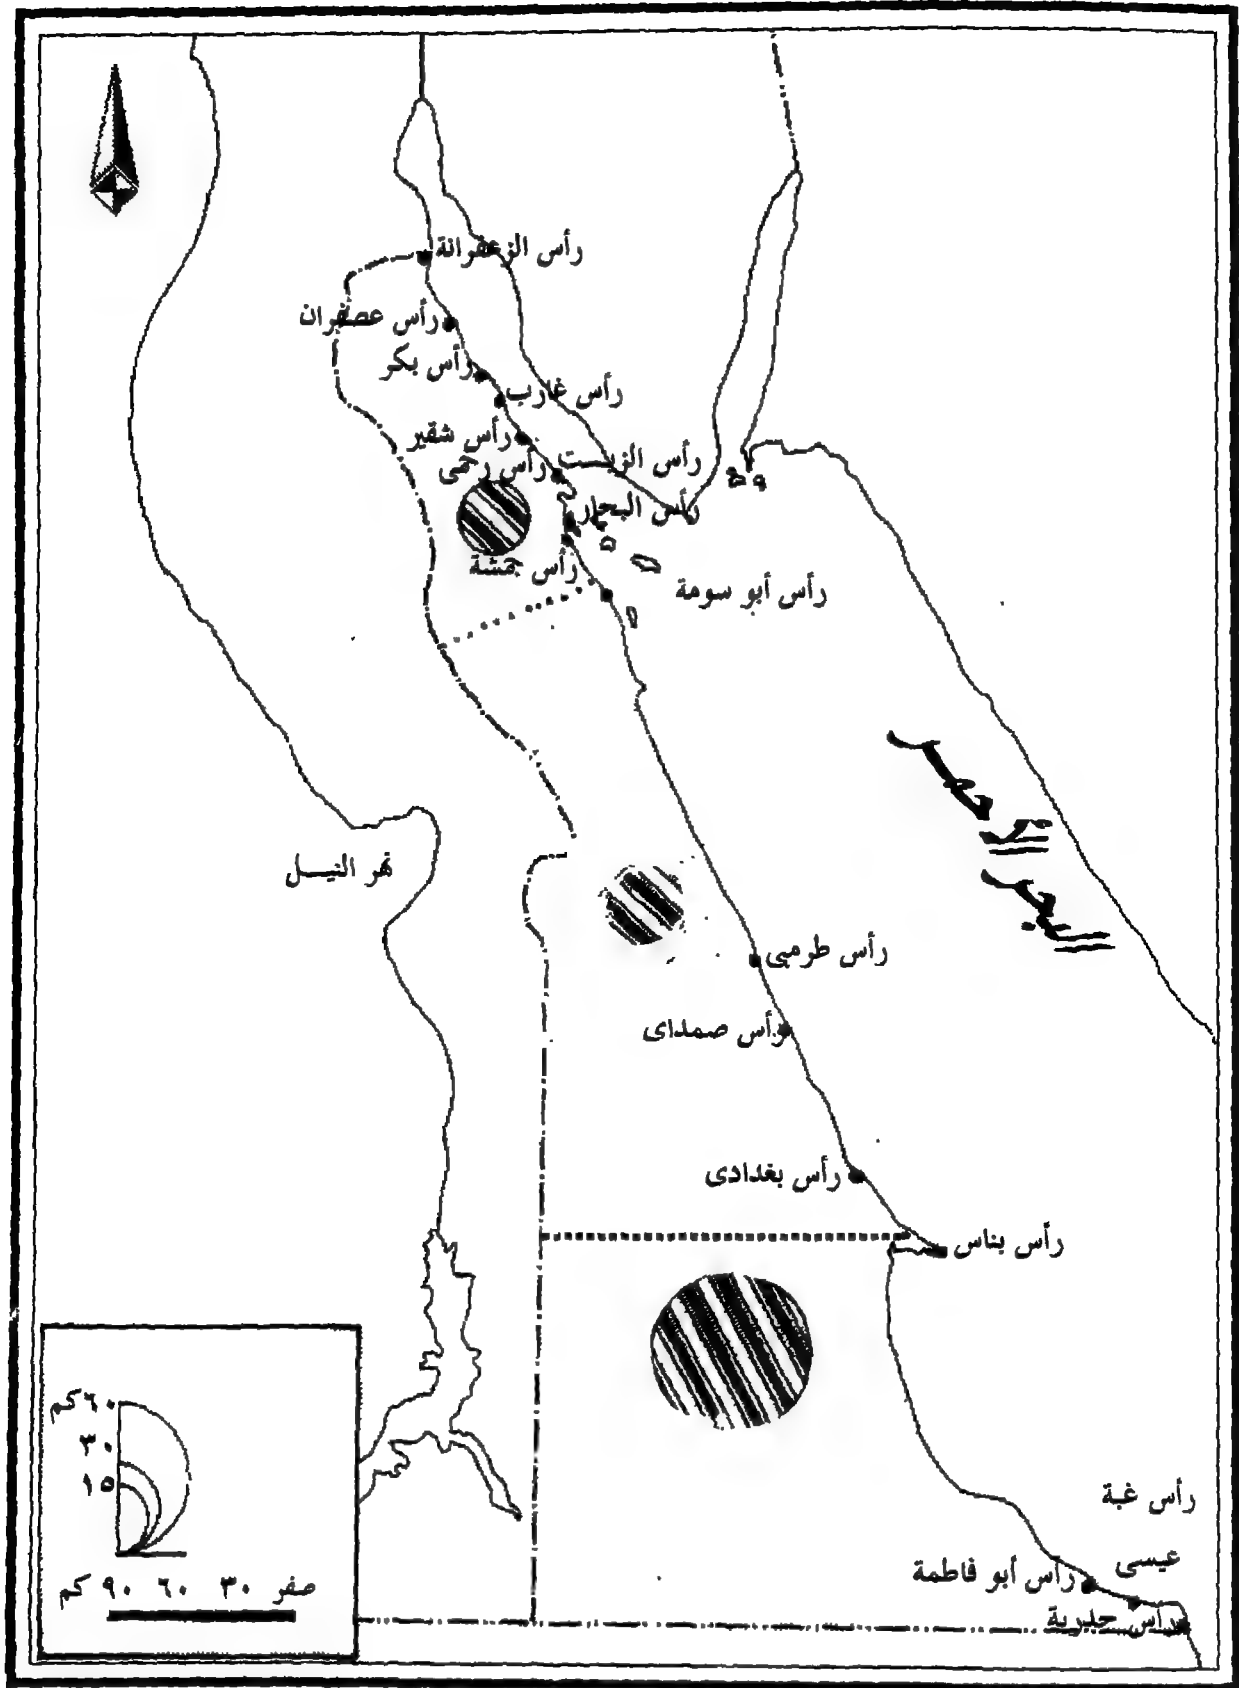 رأس الزعفرانة
رأس عصفران
رأس بكر
رأس غارب
رأس شقير
رأس الزيت
رأس رحمى
رأس البحار
رأس جمشة
رأس أبو سومة
البحر الأحمر
نهر النيل
رأس طرمبى
رأس صمداى
رأس بغدادى
رأس بناس
٦٠ كم
٣٠
١٥
صفر ٣٠ ٦٠ ٩٠ كم
رأس غبة
عيسى
رأس أبو فاطمة
رأس حدربة